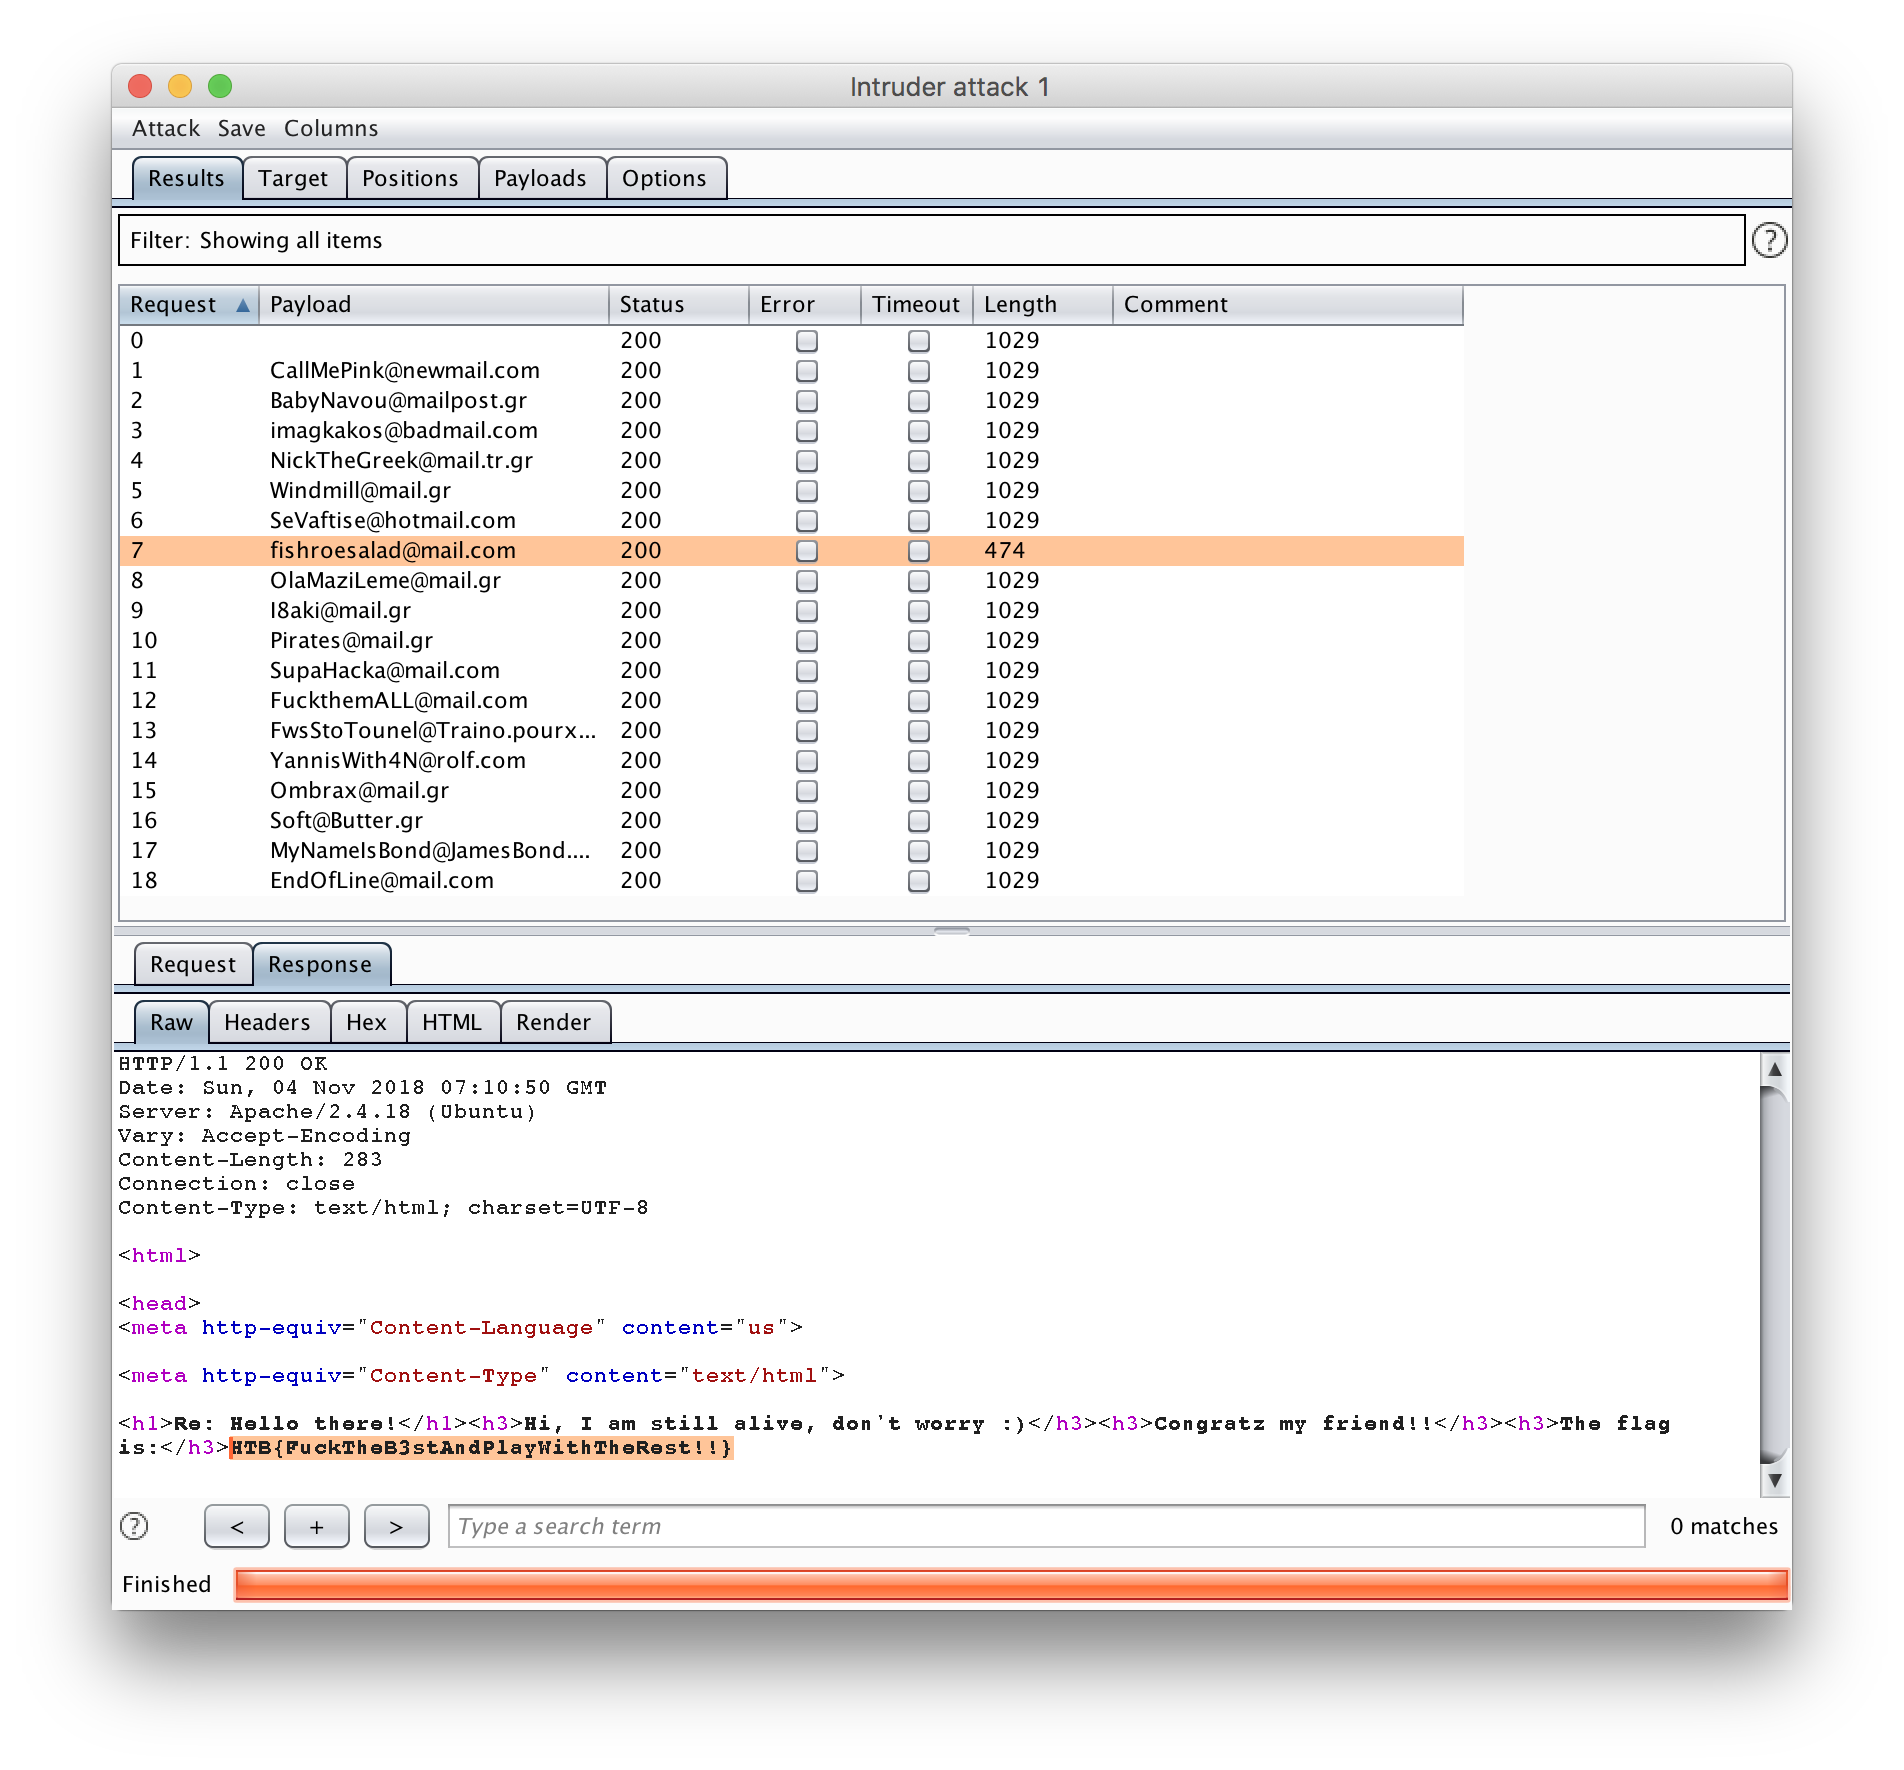 Intruder attack 1
Attack Save Columns
Results Target Positions Payloads Options
Filter: Showing all items ?
Request ▲ Payload Status Error Timeout Length Comment
0 200 1029
1 CallMePink@newmail.com 200 1029
2 BabyNavou@mailpost.gr 200 1029
3 imagkakos@badmail.com 200 1029
4 NickTheGreek@mail.tr.gr 200 1029
5 Windmill@mail.gr 200 1029
6 SeVaftise@hotmail.com 200 1029
7 fishroesalad@mail.com 200 474
8 OlaMaziLeme@mail.gr 200 1029
9 I8aki@mail.gr 200 1029
10 Pirates@mail.gr 200 1029
11 SupaHacka@mail.com 200 1029
12 FuckthemALL@mail.com 200 1029
13 FwsStoTounel@Traino.pourx... 200 1029
14 YannisWith4N@rolf.com 200 1029
15 Ombrax@mail.gr 200 1029
16 Soft@Butter.gr 200 1029
17 MyNameIsBond@JamesBond.... 200 1029
18 EndOfLine@mail.com 200 1029
Request Response
Raw Headers Hex HTML Render
HTTP/1.1 200 OK
Date: Sun, 04 Nov 2018 07:10:50 GMT
Server: Apache/2.4.18 (Ubuntu)
Vary: Accept-Encoding
Content-Length: 283
Connection: close
Content-Type: text/html; charset=UTF-8
<html>
<head>
<meta http-equiv="Content-Language" content="us">
<meta http-equiv="Content-Type" content="text/html">
<h1>Re: Hello there!</h1><h3>Hi, I am still alive, don't worry :)</h3><h3>Congratz my friend!!</h3><h3>The flag
is:</h3>HTB{FuckTheB3stAndPlayWithTheRest!!}
? < + > Type a search term 0 matches
Finished